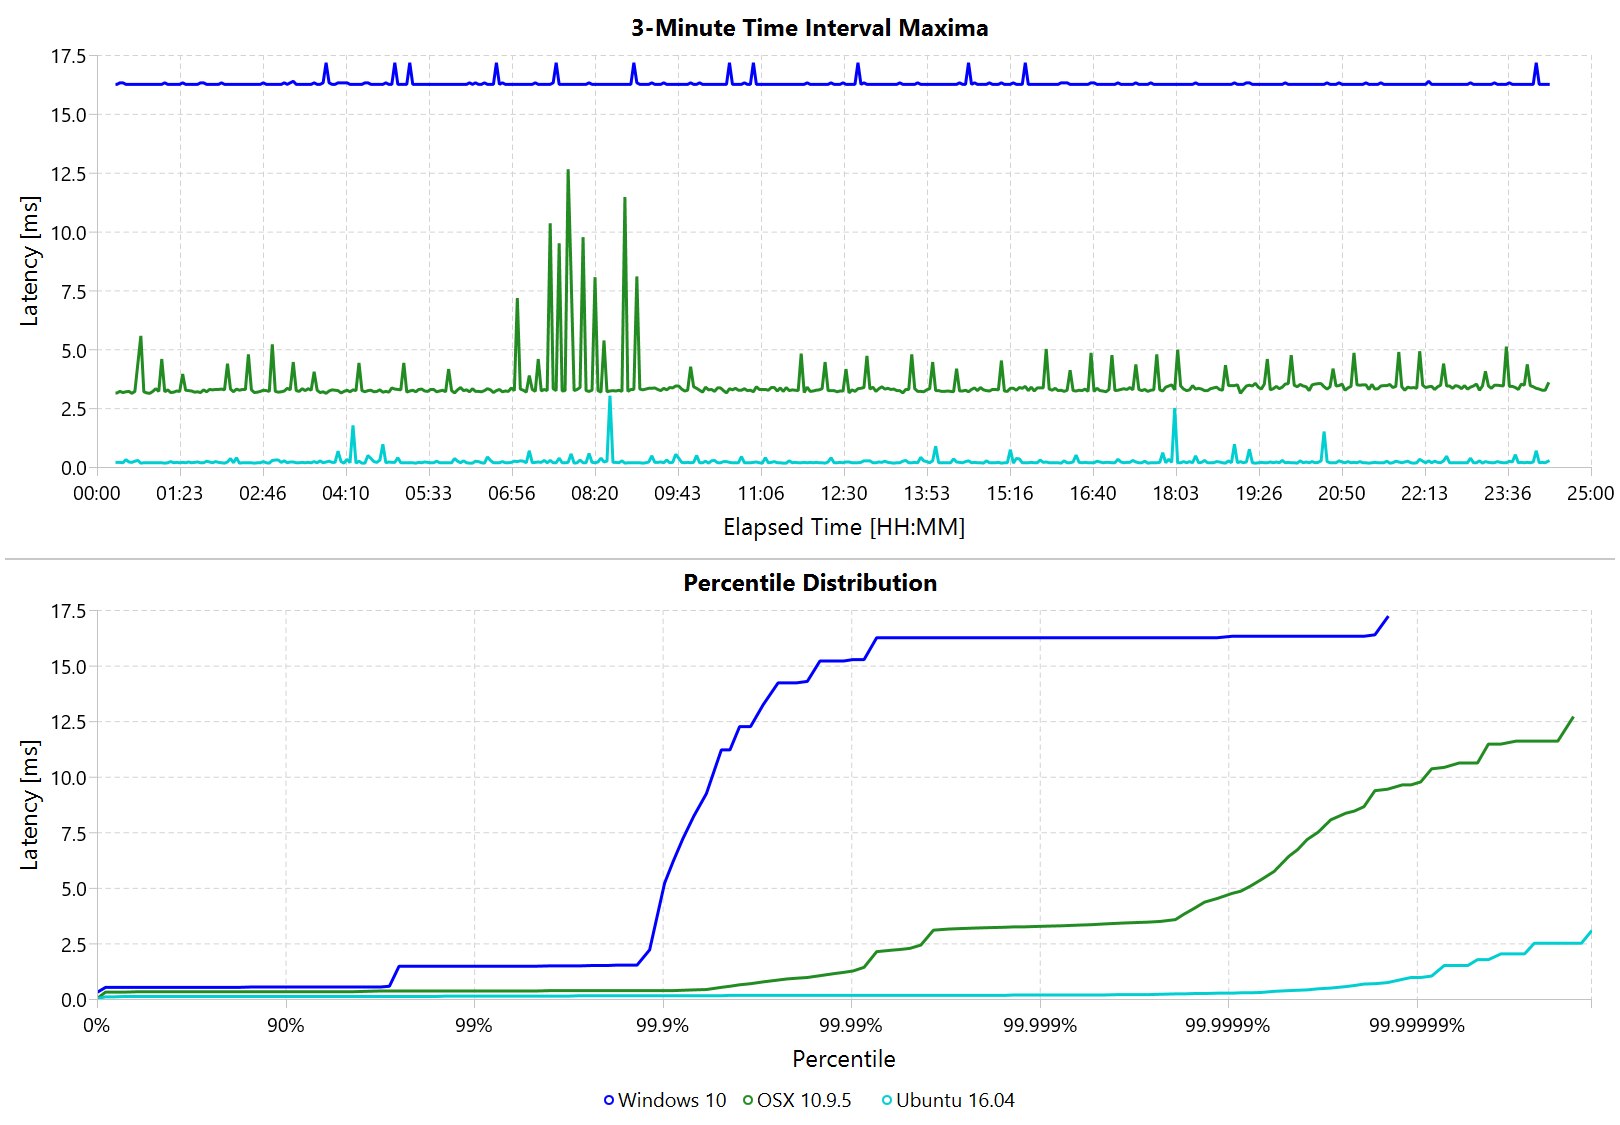 3-Minute Time Interval Maxima
17.5
15.0
12.5
10.0
7.5
5.0
2.5
0.0
Latency [ms]
00:00 01:23 02:46 04:10 05:33 06:56 08:20 09:43 11:06 12:30 13:53 15:16 16:40 18:03 19:26 20:50 22:13 23:36 25:00
Elapsed Time [HH:MM]
Percentile Distribution
17.5
15.0
12.5
10.0
7.5
5.0
2.5
0.0
Latency [ms]
0% 90% 99% 99.9% 99.99% 99.999% 99.9999% 99.99999%
Percentile
Windows 10 OSX 10.9.5 Ubuntu 16.04